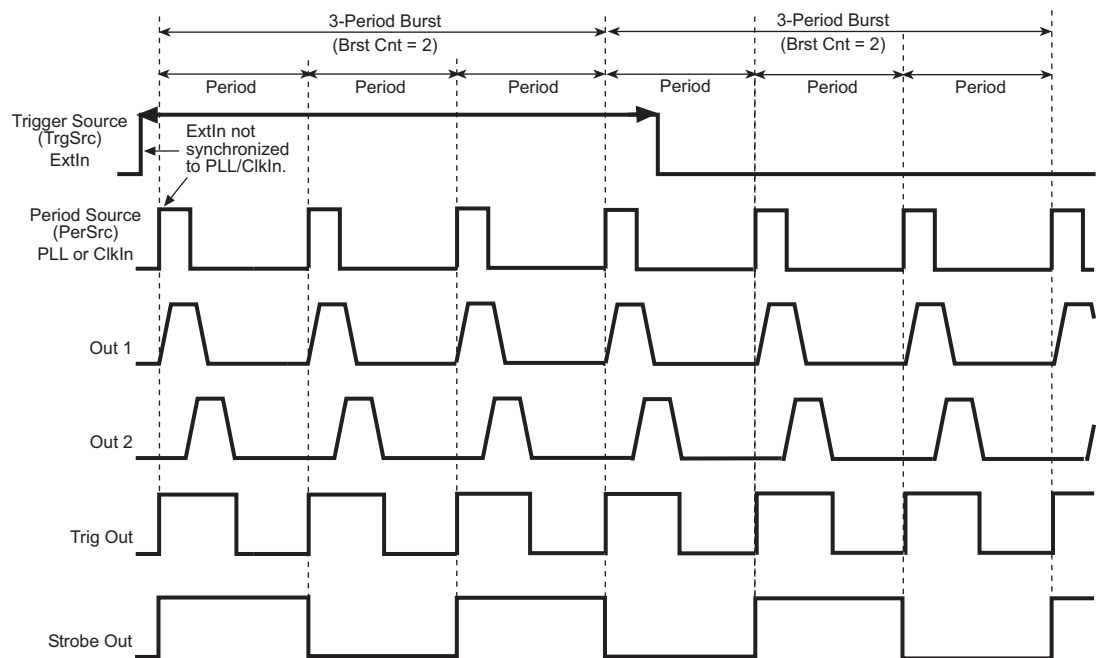 3-Period Burst
(Brst Cnt = 2)
3-Period Burst
(Brst Cnt = 2)
Period
Period
Period
Period
Period
Period
Trigger Source
(TrgSrc)
ExtIn
ExtIn not
synchronized
to PLL/ClkIn.
Period Source
(PerSrc)
PLL or ClkIn
Out 1
Out 2
Trig Out
Strobe Out